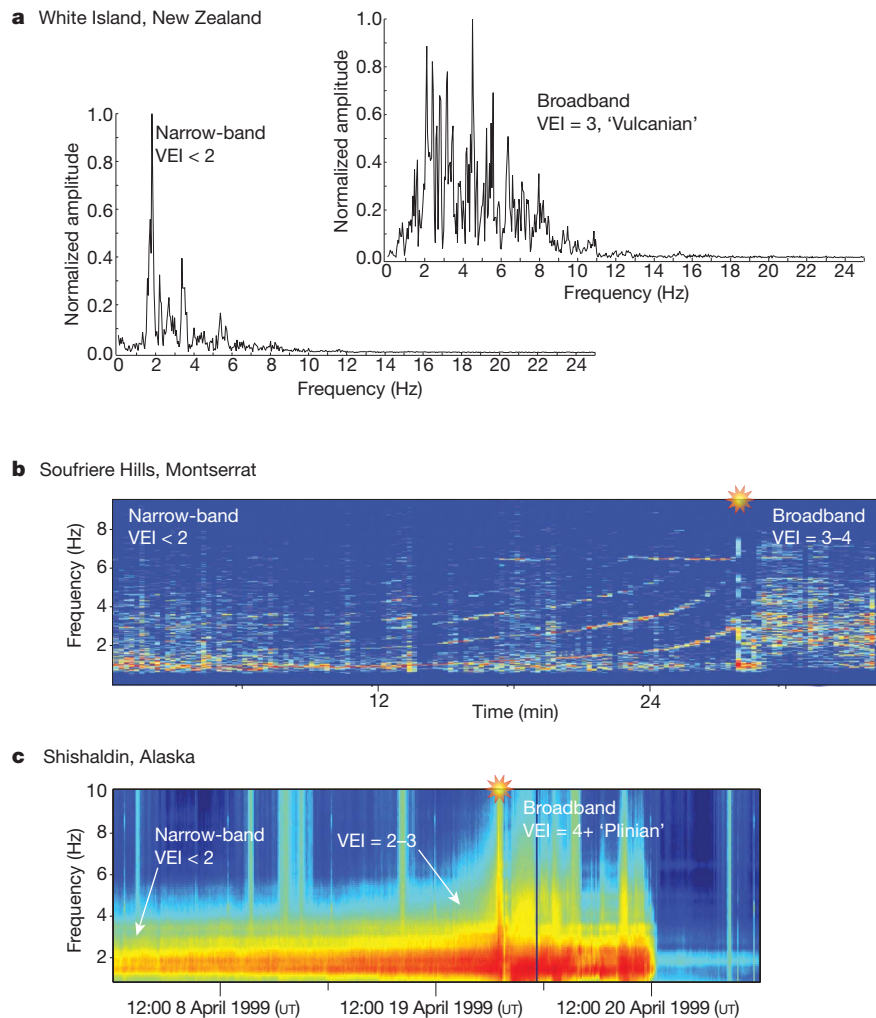 a White Island, New Zealand
Narrow-band
VEI < 2
Normalized amplitude
1.0
0.8
0.6
0.4
0.2
0.0
0 2 4 6 8 10 12 14 16 18 20 22 24
Frequency (Hz)
Broadband
VEI = 3, ‘Vulcanian’
Normalized amplitude
1.0
0.8
0.6
0.4
0.2
0.0
0 2 4 6 8 10 12 14 16 18 20 22 24
Frequency (Hz)
b Soufriere Hills, Montserrat
Narrow-band
VEI < 2
Broadband
VEI = 3–4
Frequency (Hz)
8
6
4
2
12 24
Time (min)
c Shishaldin, Alaska
Narrow-band
VEI < 2
VEI = 2–3
Broadband
VEI = 4+ ‘Plinian’
Frequency (Hz)
10
8
6
4
2
12:00 8 April 1999 (UT) 12:00 19 April 1999 (UT) 12:00 20 April 1999 (UT)